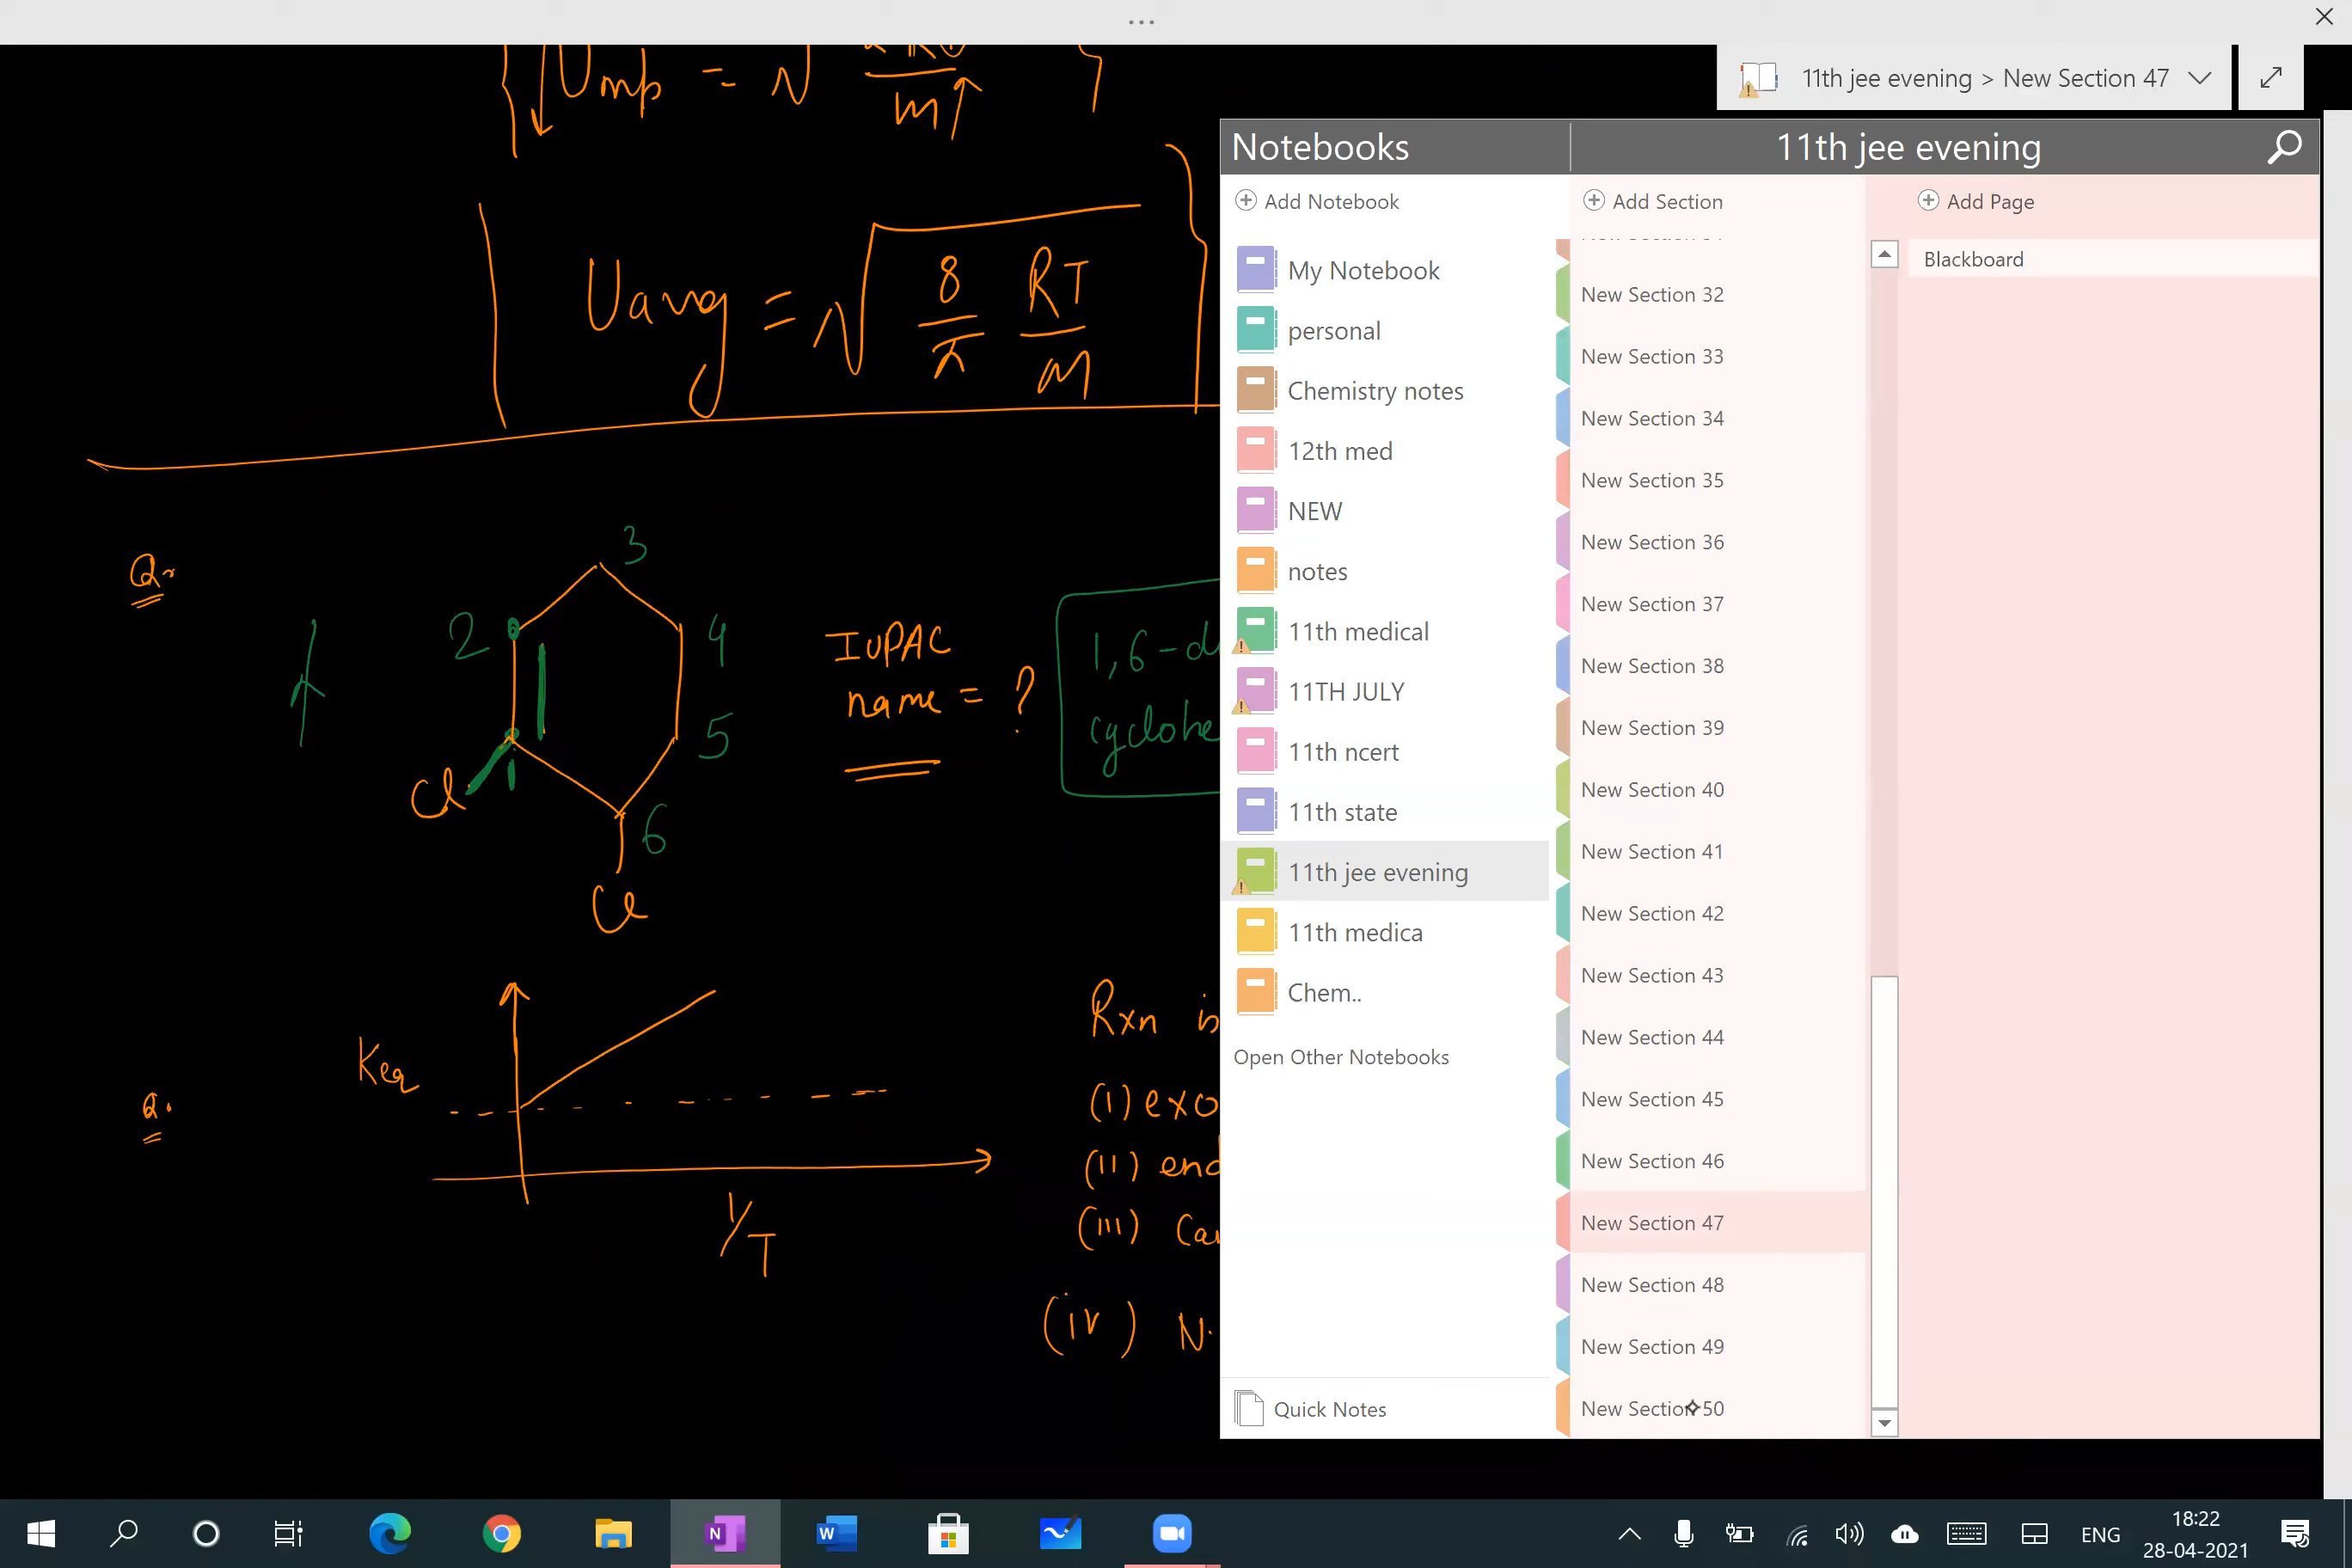 11th jee evening > New Section 47
Ump = √
m
Notebooks
11th jee evening
Add Notebook
Add Section
Add Page
My Notebook
personal
Chemistry notes
12th med
NEW
notes
11th medical
11TH JULY
11th ncert
11th state
11th jee evening
11th medica
Chem..
Open Other Notebooks
Quick Notes
New Section 32
New Section 33
New Section 34
New Section 35
New Section 36
New Section 37
New Section 38
New Section 39
New Section 40
New Section 41
New Section 42
New Section 43
New Section 44
New Section 45
New Section 46
New Section 47
New Section 48
New Section 49
New Section 50
Blackboard
Uavg = √ 8/π RT/M
Q.
3
2
4
5
1
6
Cl
Cl
IUPAC
name = ?
1,6-d
cyclohe
Q.
Keq
1/T
Rxn is
(i) exo
(ii) end
(iii) Ca
(iv) N.
ENG
18:22
28-04-2021